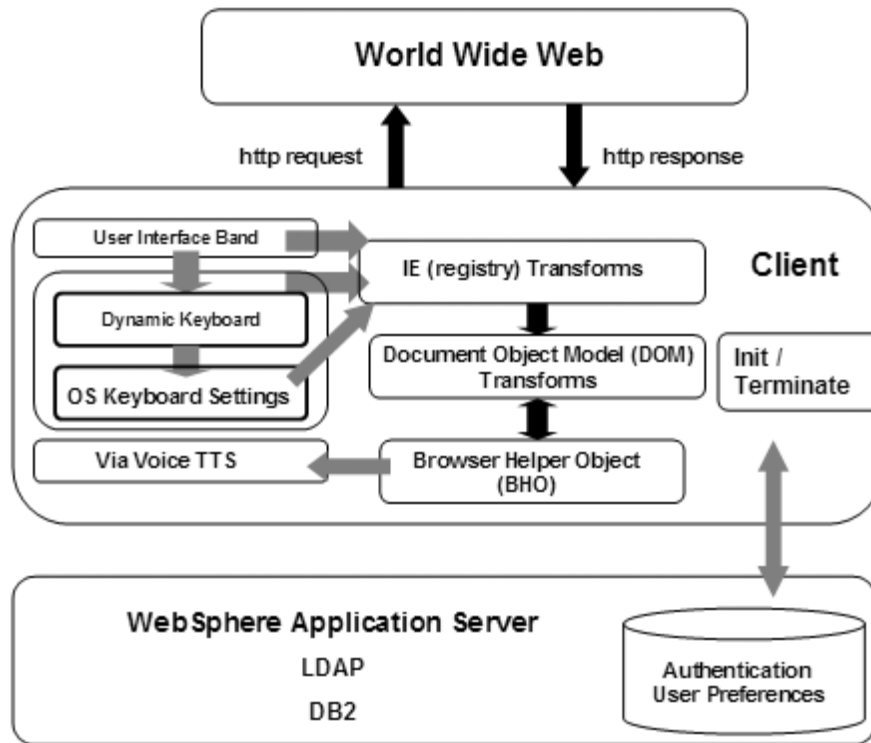 World Wide Web
http request
http response
User Interface Band
IE (registry) Transforms
Client
Dynamic Keyboard
Document Object Model (DOM)
Transforms
Init /
Terminate
OS Keyboard Settings
Via Voice TTS
Browser Helper Object
(BHO)
WebSphere Application Server
LDAP
DB2
Authentication
User Preferences